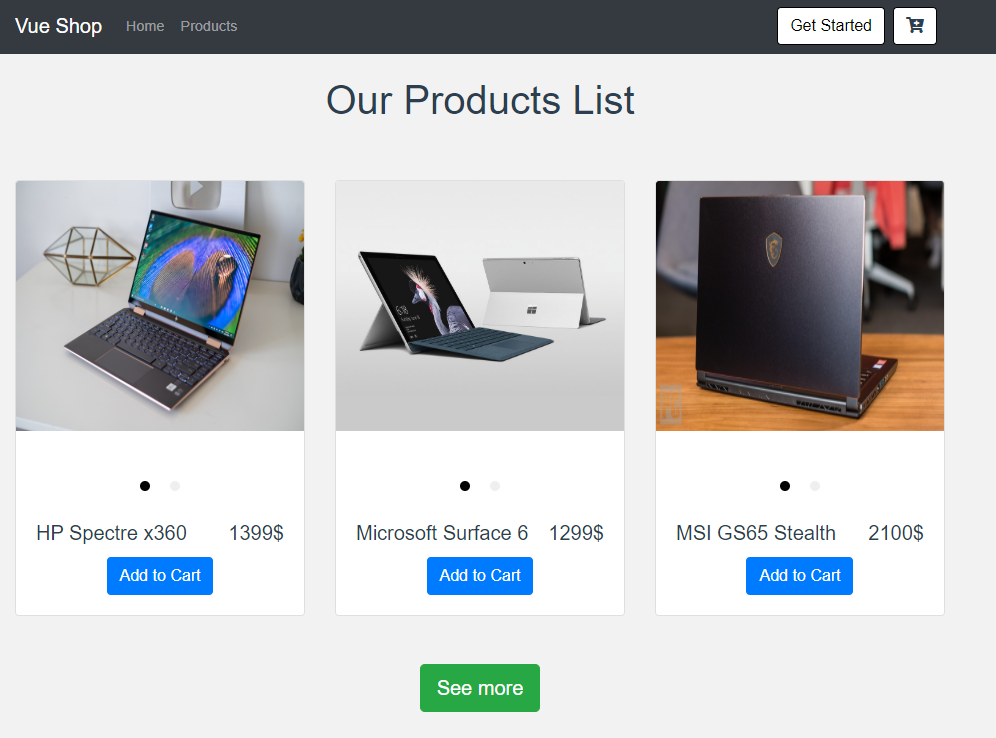 Vue Shop Home Products Get Started
Our Products List
HP Spectre x360 1399$
Microsoft Surface 6 1299$
MSI GS65 Stealth 2100$
Add to Cart
Add to Cart
Add to Cart
See more